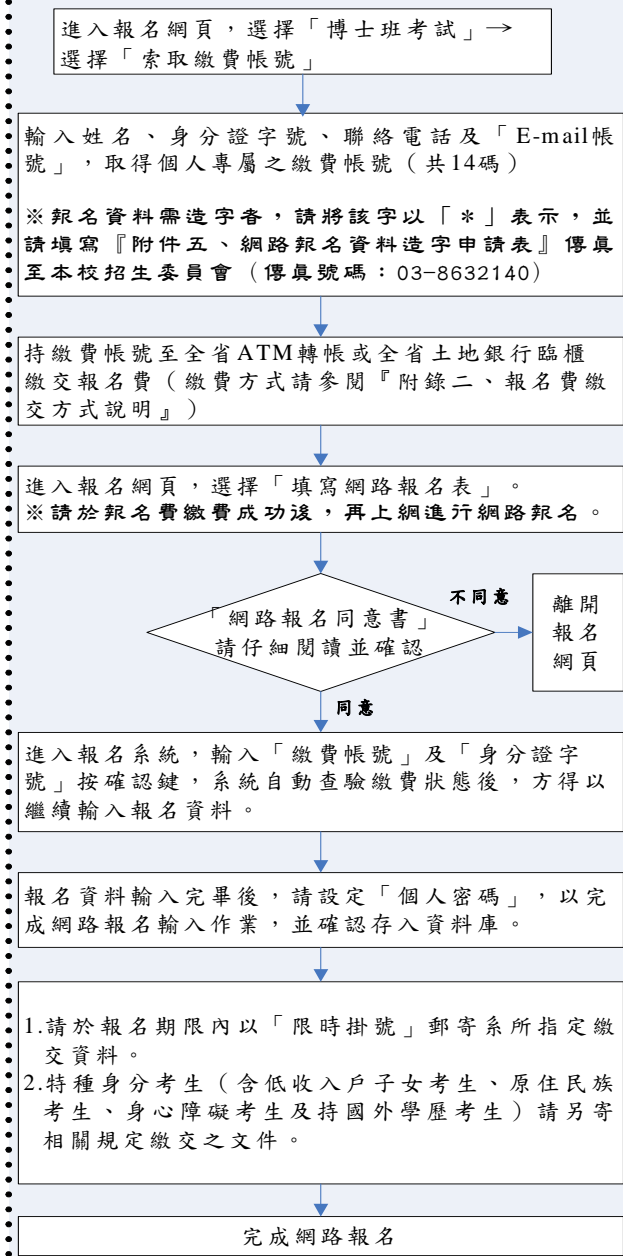 進入報名網頁，選擇「博士班考試」→
選擇「索取繳費帳號」
輸入姓名、身分證字號、聯絡電話及「E-mail帳
號」，取得個人專屬之繳費帳號（共14碼）
※報名資料需造字者，請將該字以「＊」表示，並
請填寫『附件五、網路報名資料造字申請表』傳真
至本校招生委員會（傳真號碼：03-8632140）
持繳費帳號至全省ATM轉帳或全省土地銀行臨櫃
繳交報名費（繳費方式請參閱『附錄二、報名費繳
交方式說明』）
進入報名網頁，選擇「填寫網路報名表」。
※請於報名費繳費成功後，再上網進行網路報名。
「網路報名同意書」
請仔細閱讀並確認
不同意
離開
報名
網頁
同意
進入報名系統，輸入「繳費帳號」及「身分證字
號」按確認鍵，系統自動查驗繳費狀態後，方得以
繼續輸入報名資料。
報名資料輸入完畢後，請設定「個人密碼」，以完
成網路報名輸入作業，並確認存入資料庫。
1.請於報名期限內以「限時掛號」郵寄系所指定繳
交資料。
2.特種身分考生（含低收入戶子女考生、原住民族
考生、身心障礙考生及持國外學歷考生）請另寄
相關規定繳交之文件。
完成網路報名